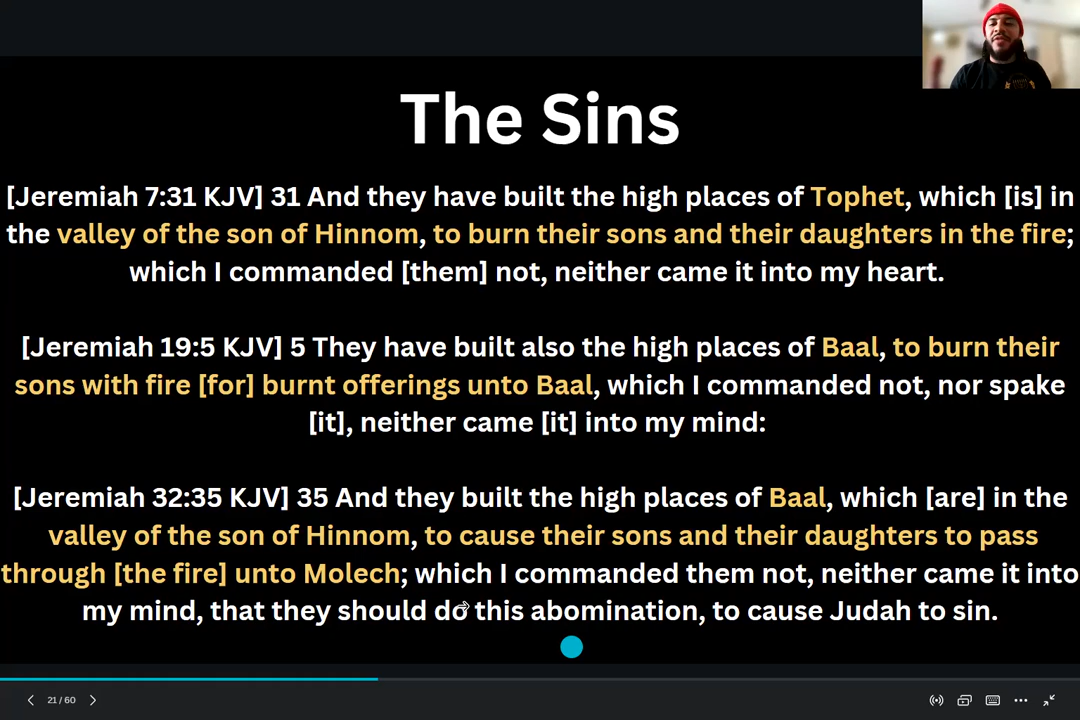 The Sins
[Jeremiah 7:31 KJV] 31 And they have built the high places of Tophet, which [is] in
the valley of the son of Hinnom, to burn their sons and their daughters in the fire;
which I commanded [them] not, neither came it into my heart.
[Jeremiah 19:5 KJV] 5 They have built also the high places of Baal, to burn their
sons with fire [for] burnt offerings unto Baal, which I commanded not, nor spake
[it], neither came [it] into my mind:
[Jeremiah 32:35 KJV] 35 And they built the high places of Baal, which [are] in the
valley of the son of Hinnom, to cause their sons and their daughters to pass
through [the fire] unto Molech; which I commanded them not, neither came it into
my mind, that they should do this abomination, to cause Judah to sin.
21 / 60